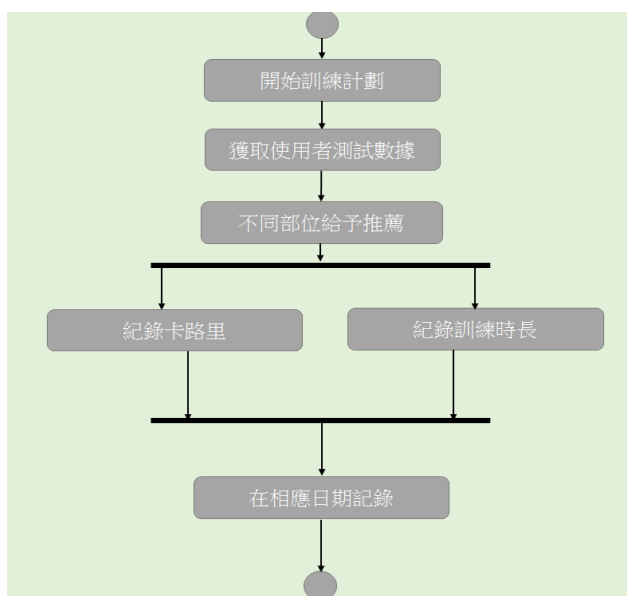 開始訓練計劃
獲取使用者測試數據
不同部位給予推薦
紀錄卡路里
紀錄訓練時長
在相應日期記錄